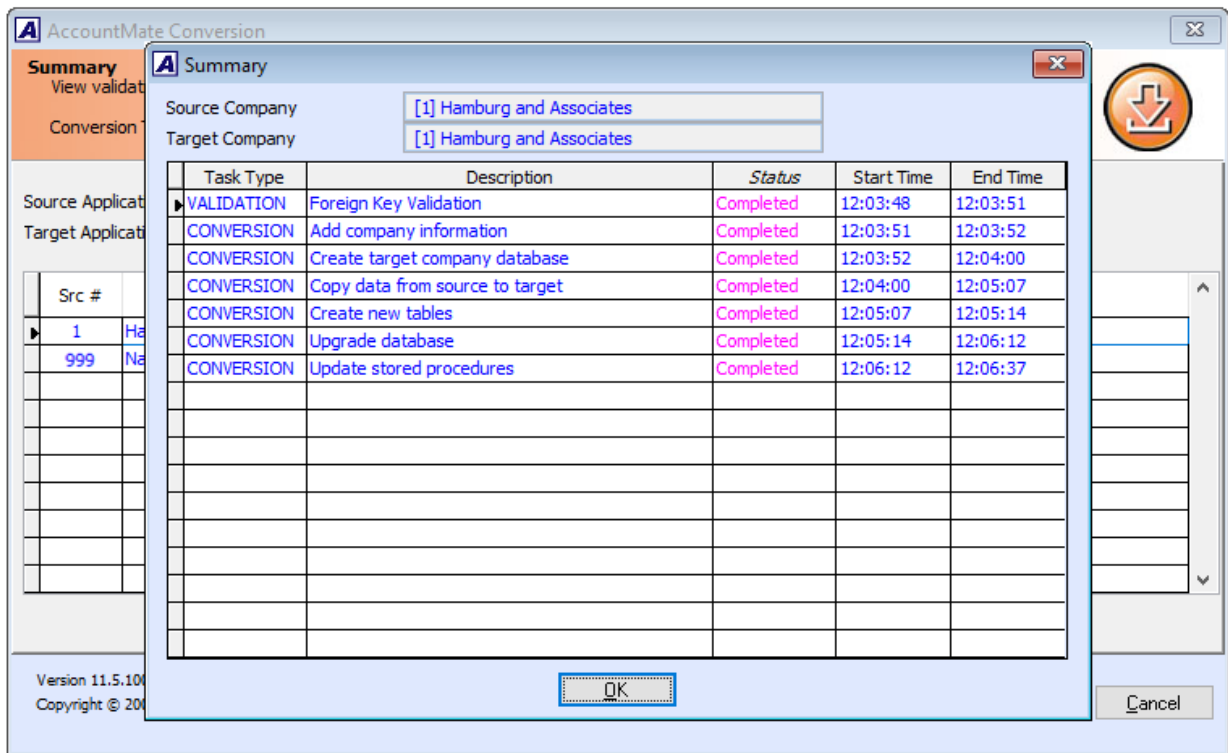 AccountMate Conversion
Summary
View validat
Conversion
Source Applicat
Target Applicati
Src #
1 Ha
999 Na
Version 11.5.100
Copyright © 200
Cancel
Summary
Source Company [1] Hamburg and Associates
Target Company [1] Hamburg and Associates
Task Type Description Status Start Time End Time
VALIDATION Foreign Key Validation Completed 12:03:48 12:03:51
CONVERSION Add company information Completed 12:03:51 12:03:52
CONVERSION Create target company database Completed 12:03:52 12:04:00
CONVERSION Copy data from source to target Completed 12:04:00 12:05:07
CONVERSION Create new tables Completed 12:05:07 12:05:14
CONVERSION Upgrade database Completed 12:05:14 12:06:12
CONVERSION Update stored procedures Completed 12:06:12 12:06:37
OK